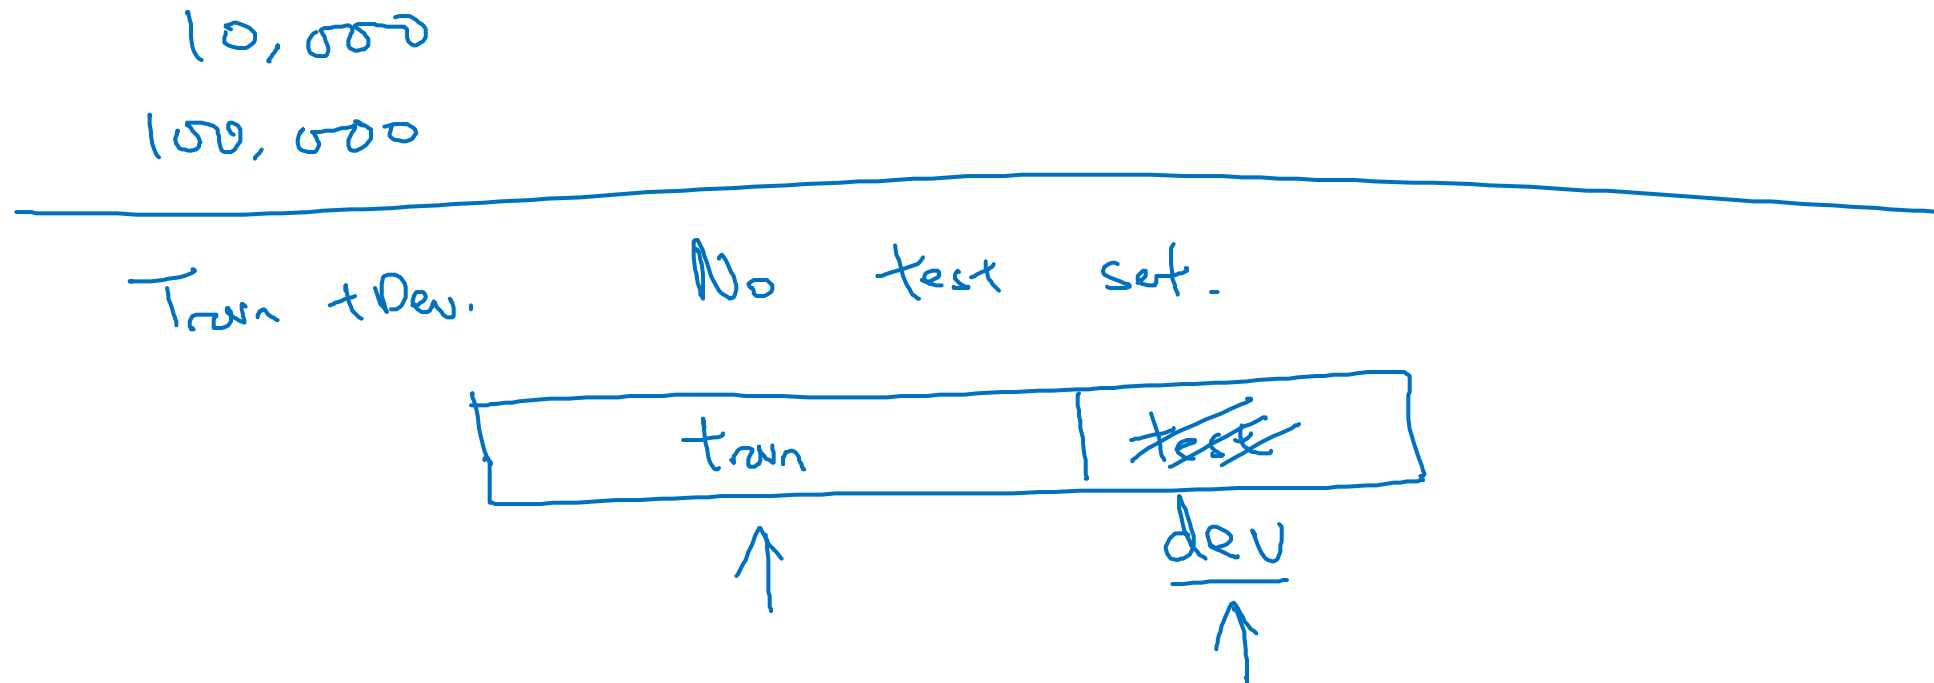 10,000
100,000
Train + Dev. No test set.
train test
dev